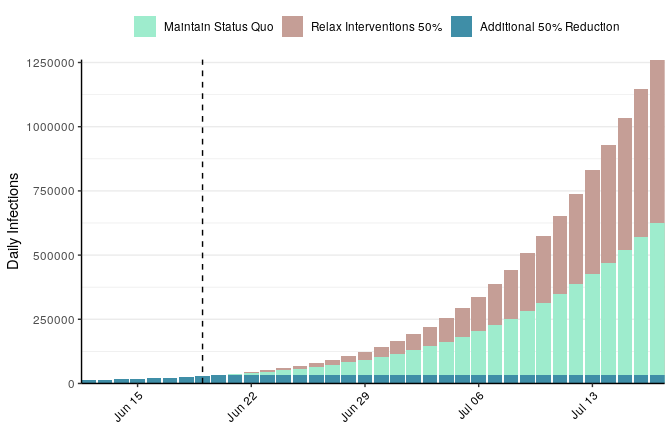 Maintain Status Quo Relax Interventions 50% Additional 50% Reduction
Daily Infections
1250000
1000000
750000
500000
250000
0
Jun 15 Jun 22 Jun 29 Jul 06 Jul 13